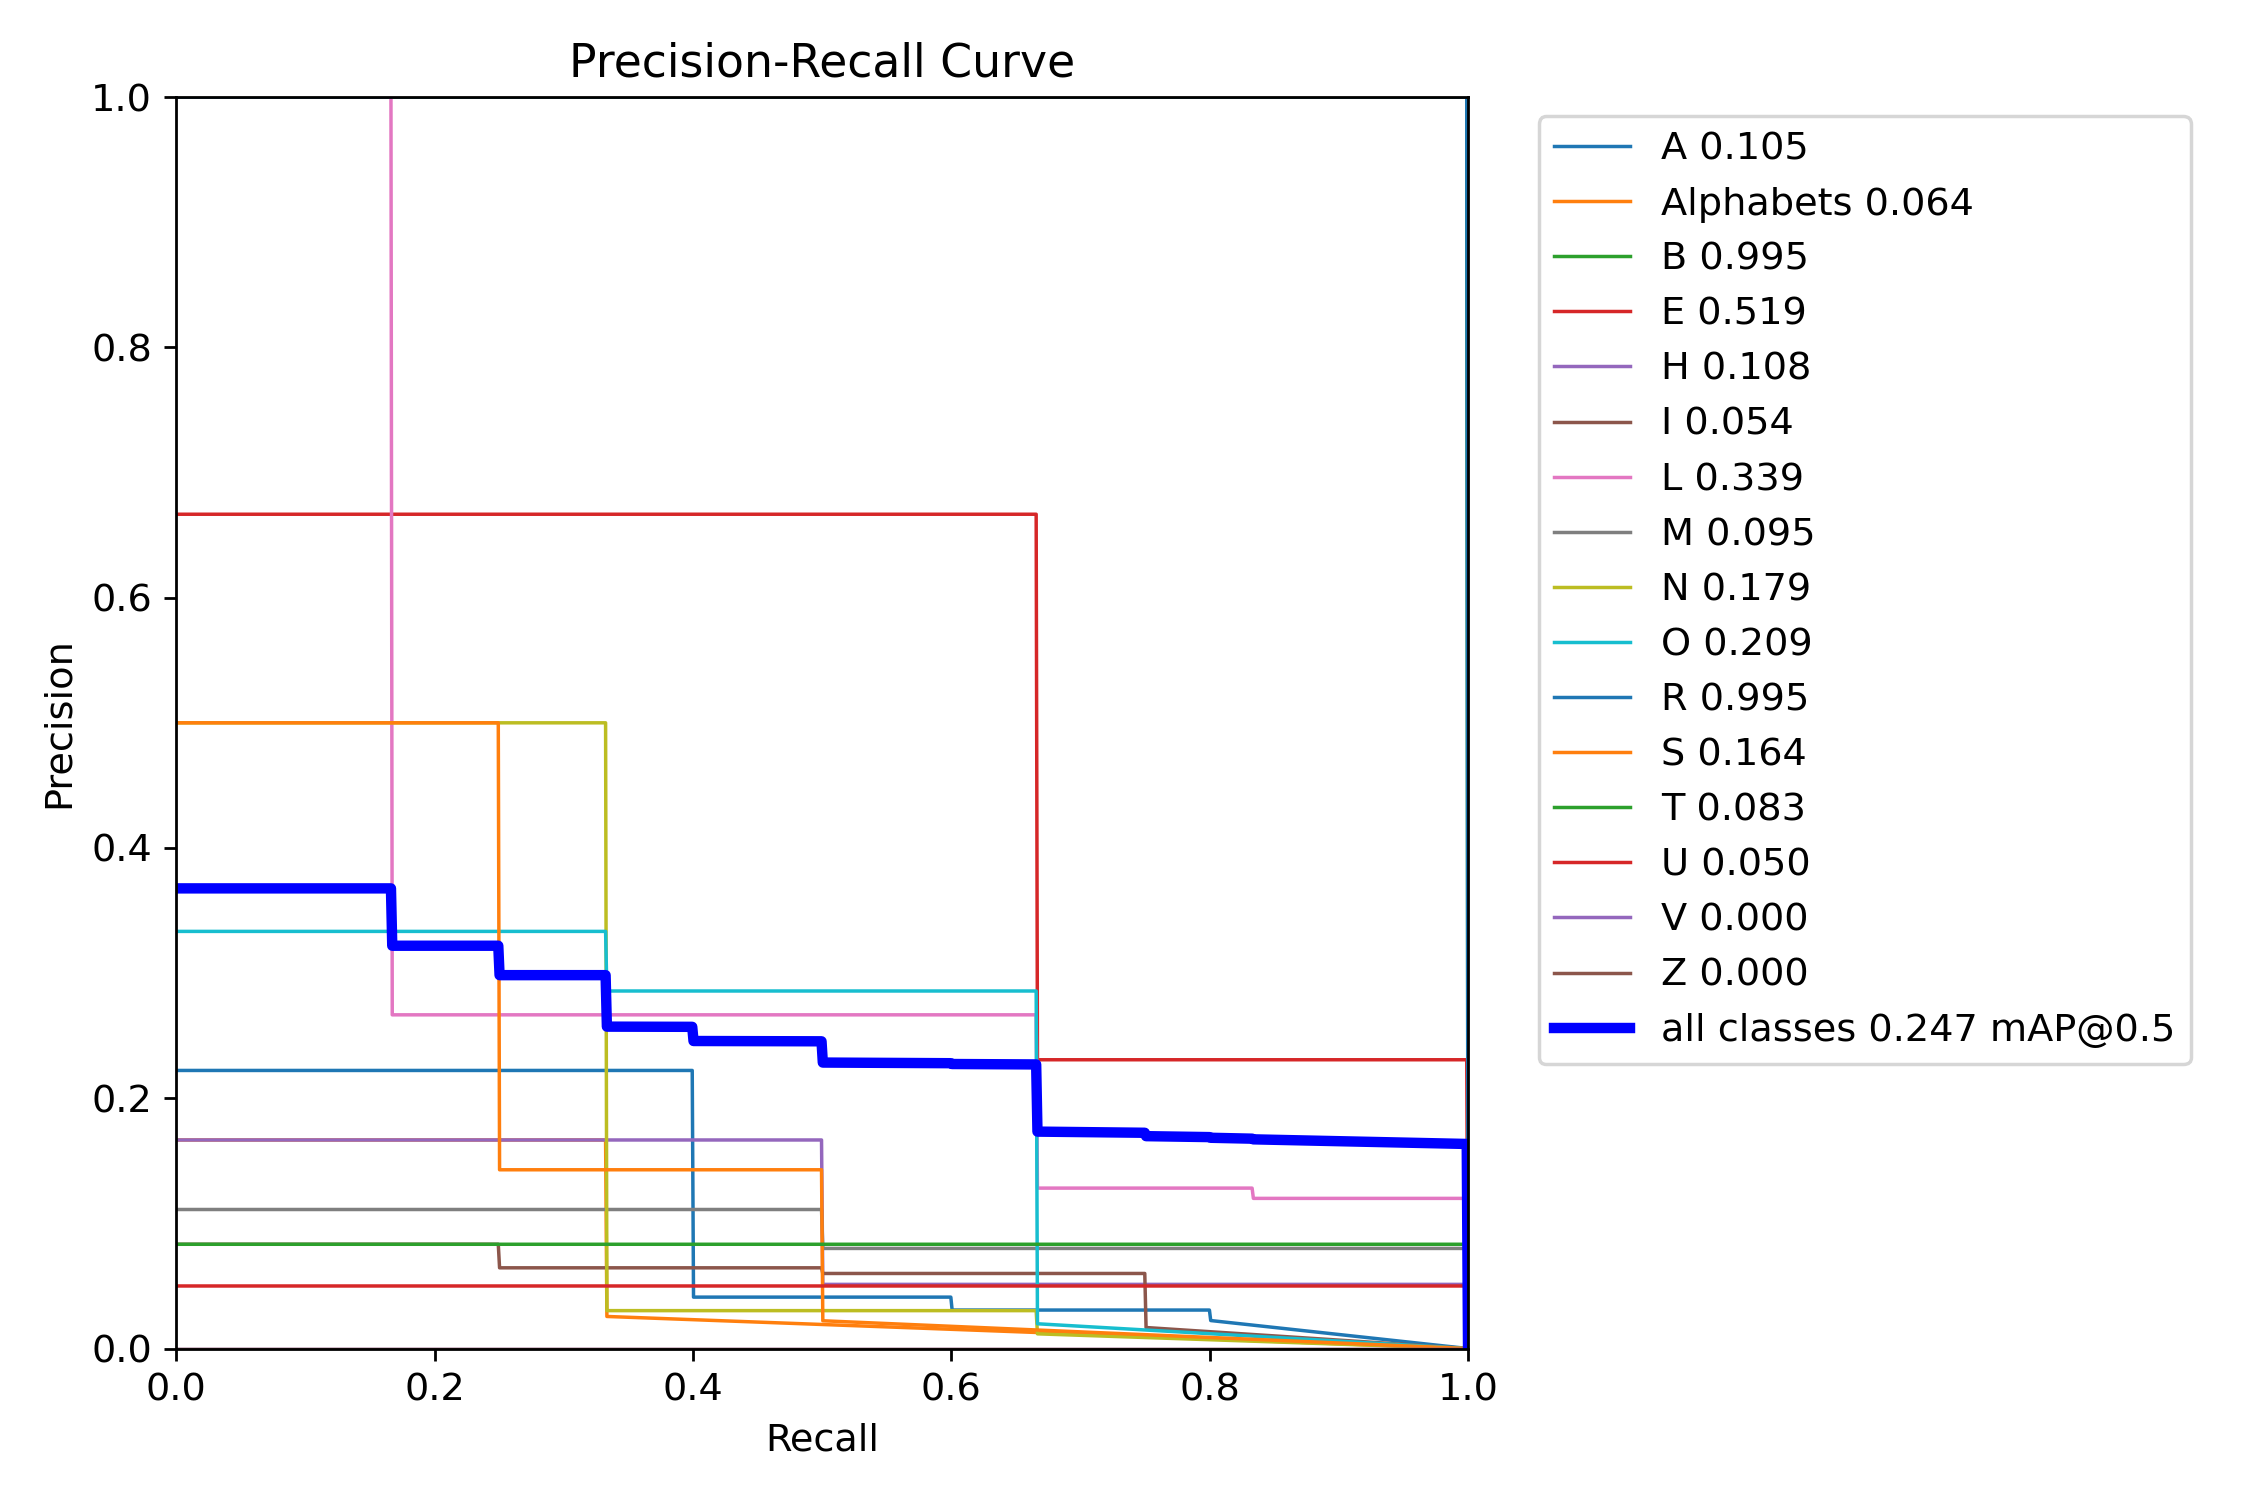 Precision-Recall Curve
1.0
0.8
0.6
0.4
0.2
0.0
Precision
0.0 0.2 0.4 0.6 0.8 1.0
Recall
A 0.105
Alphabets 0.064
B 0.995
E 0.519
H 0.108
I 0.054
L 0.339
M 0.095
N 0.179
O 0.209
R 0.995
S 0.164
T 0.083
U 0.050
V 0.000
Z 0.000
all classes 0.247 mAP@0.5